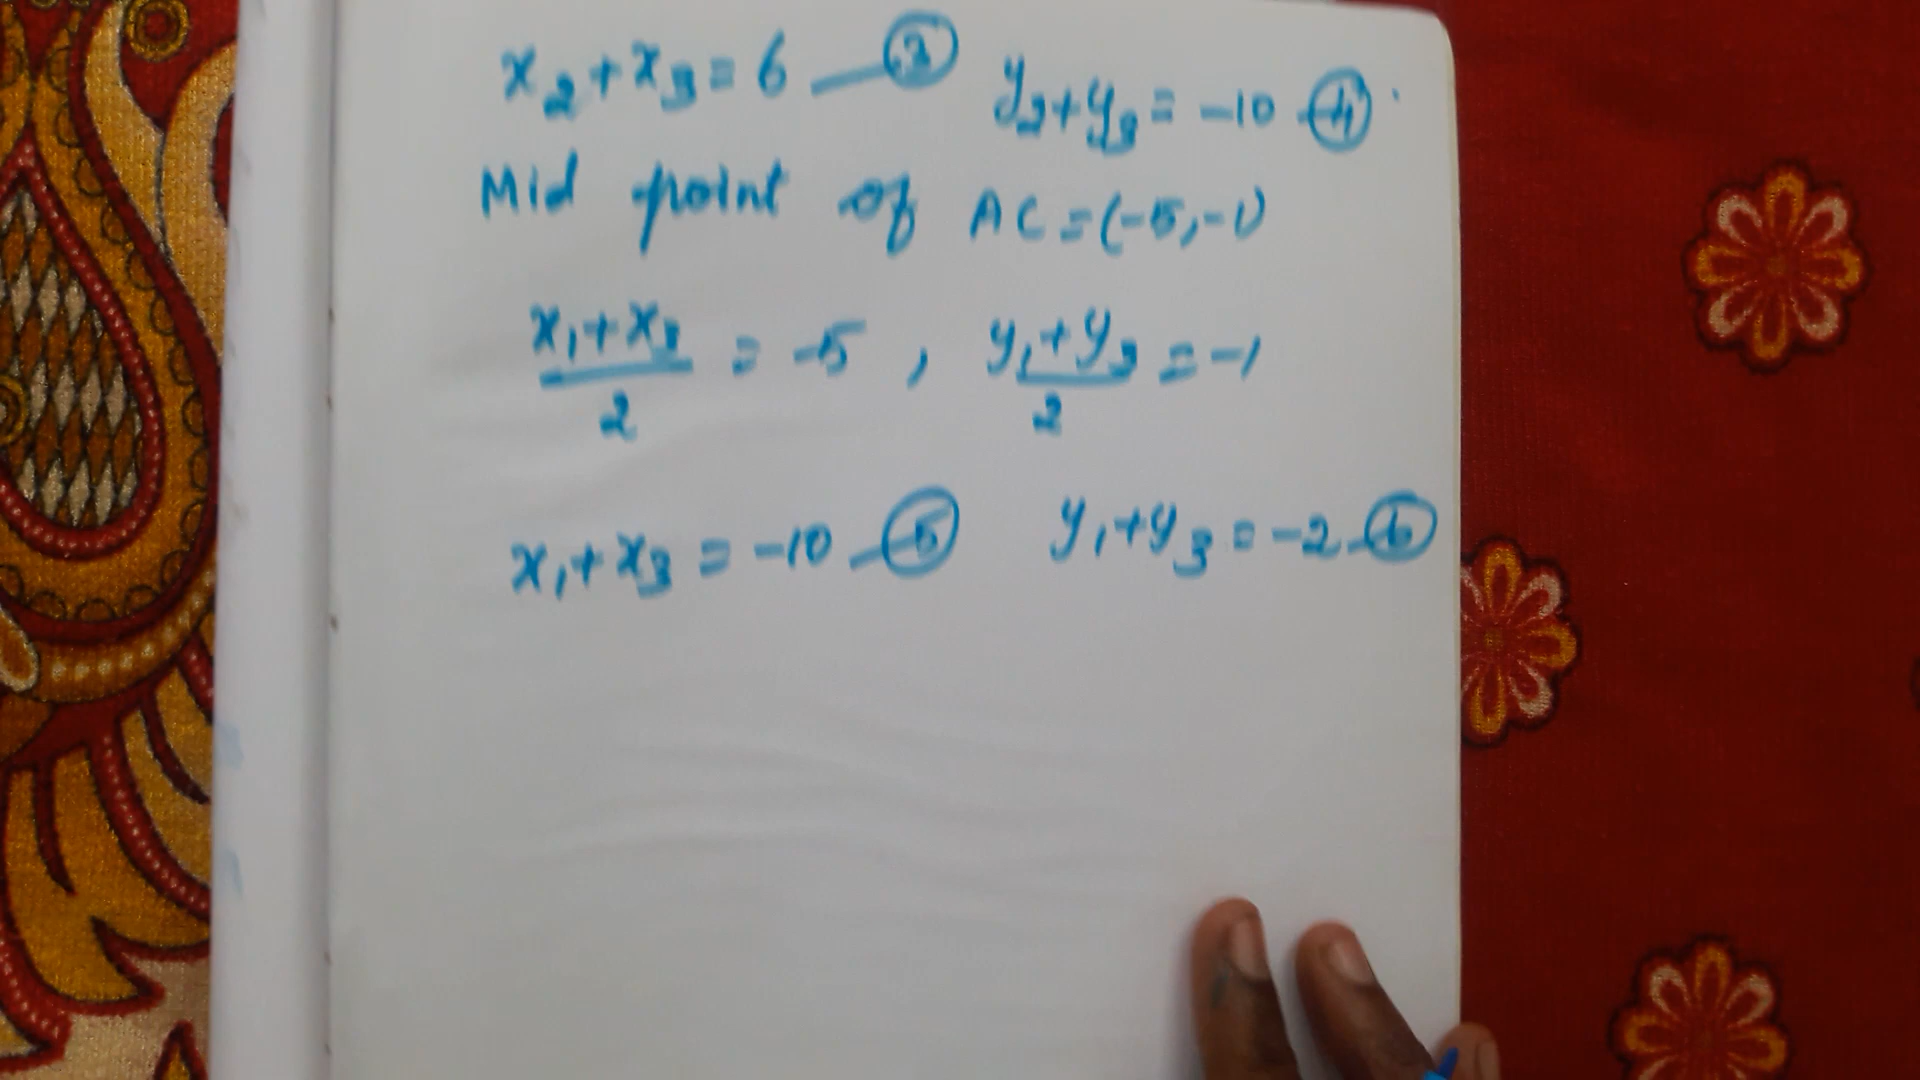 x₂+x₃=6 —③ y₂+y₃=-10 —④
Mid point of AC=(-5,-1)
x₁+x₃/2 = -5 , y₁+y₃/2 = -1
x₁+x₃=-10 —⑤ y₁+y₃=-2 —⑥